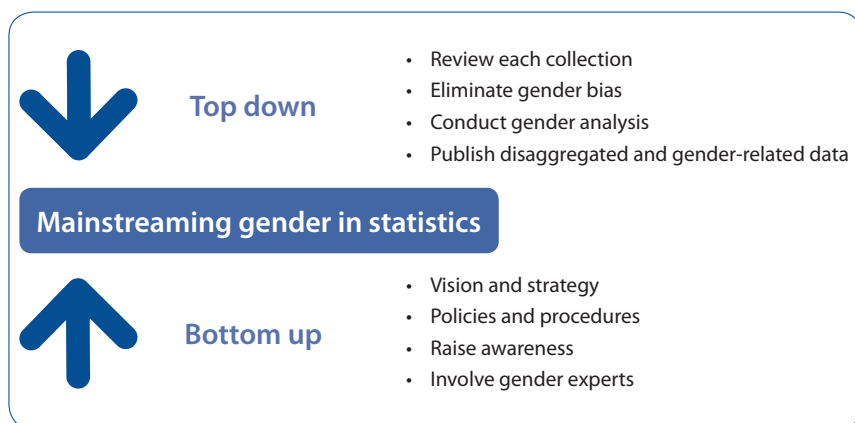 Top down
• Review each collection
• Eliminate gender bias
• Conduct gender analysis
• Publish disaggregated and gender-related data
Mainstreaming gender in statistics
Bottom up
• Vision and strategy
• Policies and procedures
• Raise awareness
• Involve gender experts